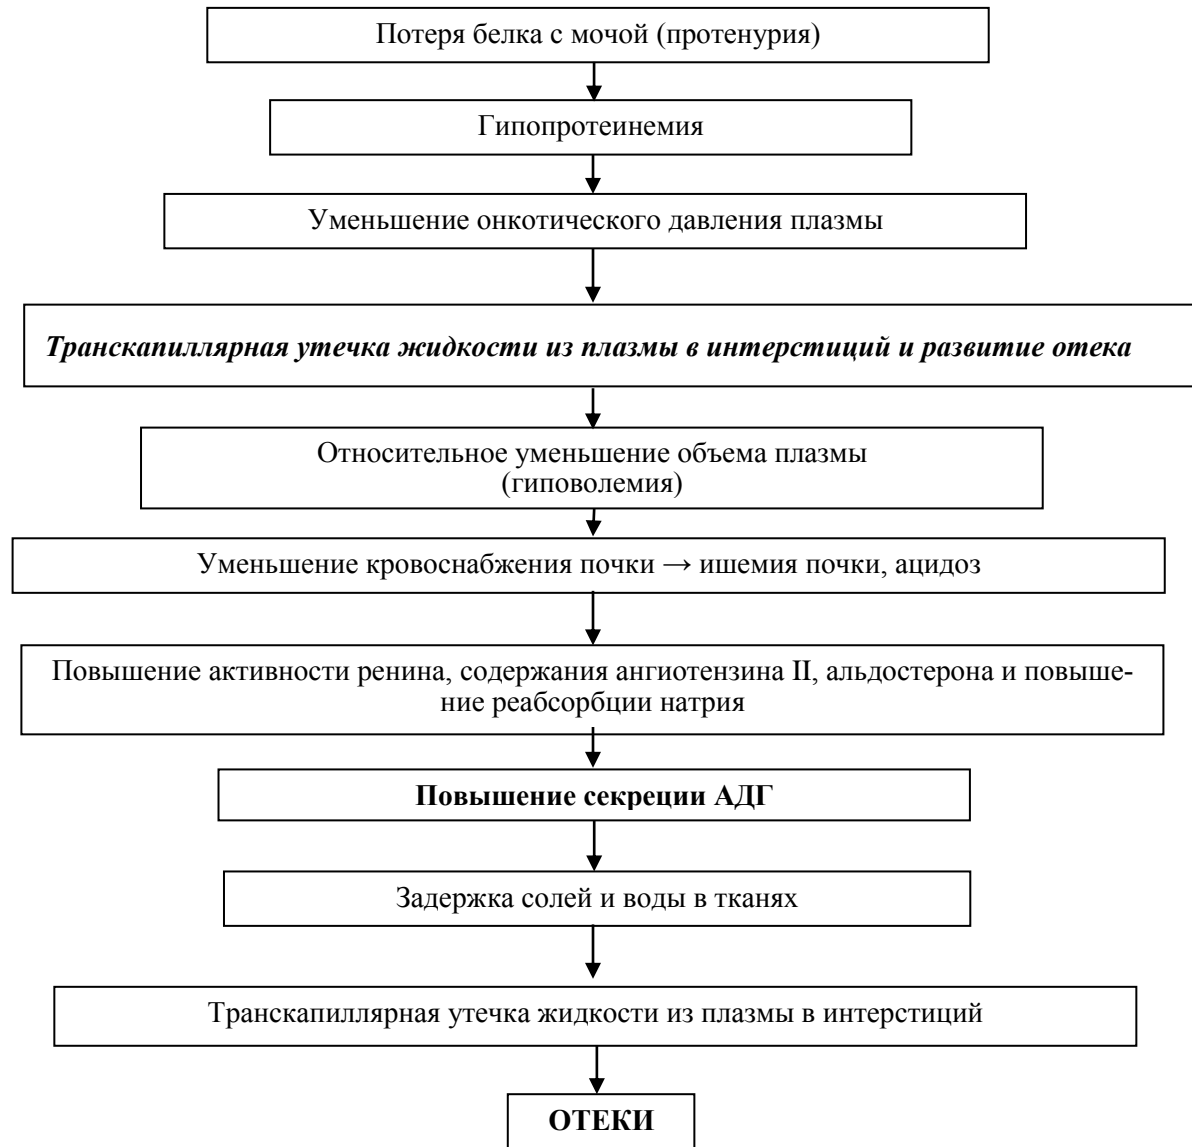 Потеря белка с мочой (протенурия)
Гипопротеинемия
Уменьшение онкотического давления плазмы
Транскапиллярная утечка жидкости из плазмы в интерстиций и развитие отека
Относительное уменьшение объема плазмы
(гиповолемия)
Уменьшение кровоснабжения почки → ишемия почки, ацидоз
Повышение активности ренина, содержания ангиотензина II, альдостерона и повыше-
ние реабсорбции натрия
Повышение секреции АДГ
Задержка солей и воды в тканях
Транскапиллярная утечка жидкости из плазмы в интерстиций
ОТЕКИ